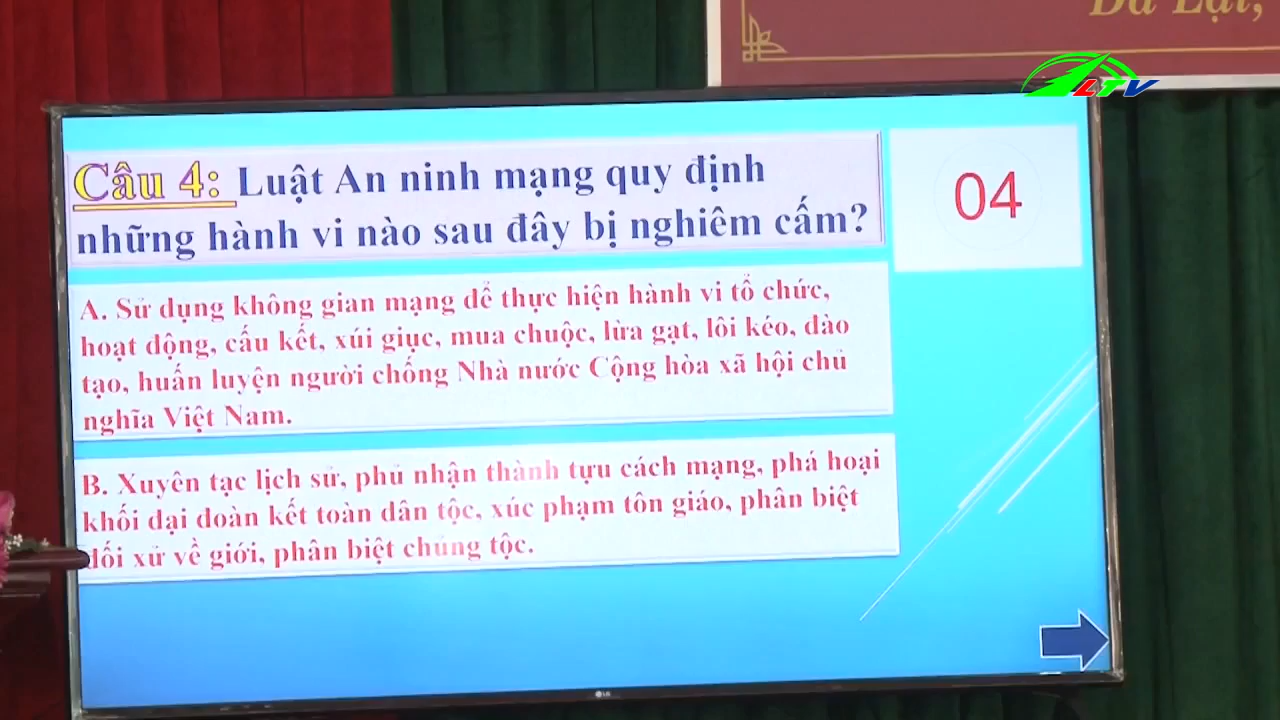 Đà Lạt,
LTV
Câu 4: Luật An ninh mạng quy định
những hành vi nào sau đây bị nghiêm cấm?
04
A. Sử dụng không gian mạng để thực hiện hành vi tổ chức,
hoạt động, cấu kết, xúi giục, mua chuộc, lừa gạt, lôi kéo, đào
tạo, huấn luyện người chống Nhà nước Cộng hòa xã hội chủ
nghĩa Việt Nam.
B. Xuyên tạc lịch sử, phủ nhận thành tựu cách mạng, phá hoại
khối đại đoàn kết toàn dân tộc, xúc phạm tôn giáo, phân biệt
đối xử về giới, phân biệt chủng tộc.
LG